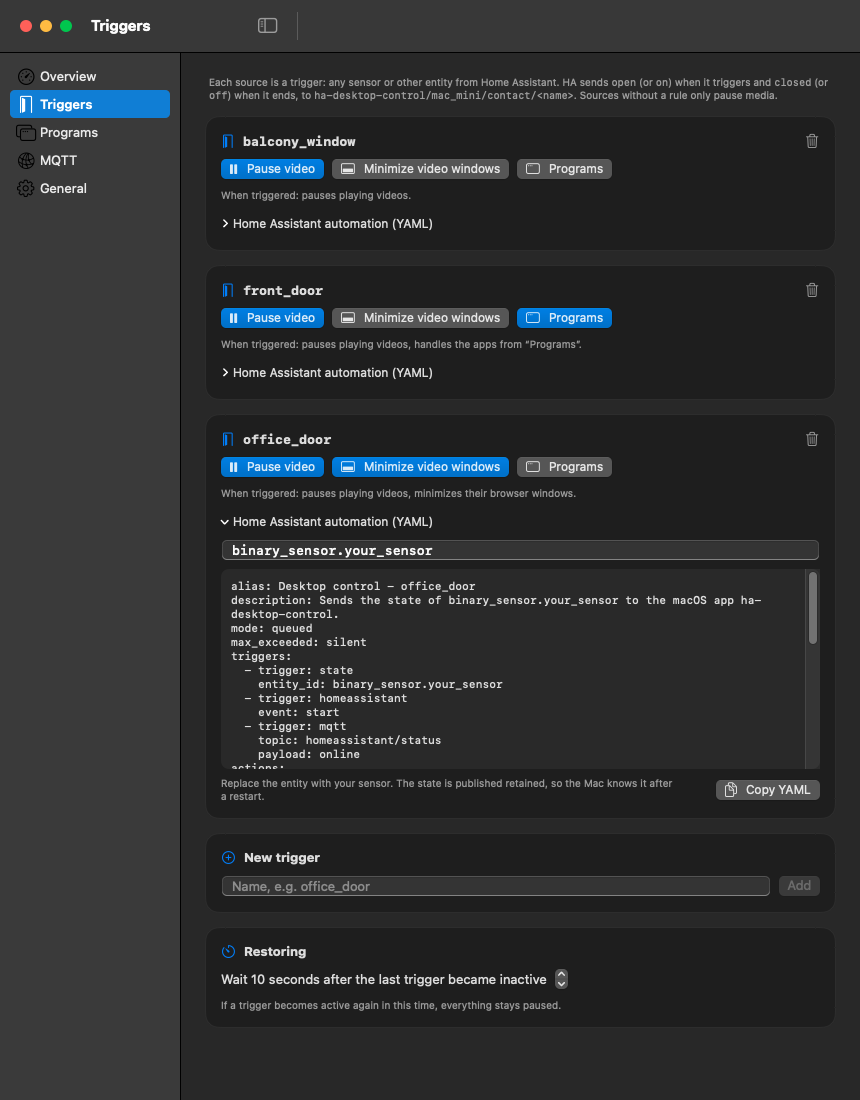 Triggers
Overview
Triggers
Programs
MQTT
General
Each source is a trigger: any sensor or other entity from Home Assistant. HA sends open (or on) when it triggers and closed (or
off) when it ends, to ha-desktop-control/mac_mini/contact/<name>. Sources without a rule only pause media.
balcony_window
Pause video Minimize video windows Programs
When triggered: pauses playing videos.
Home Assistant automation (YAML)
front_door
Pause video Minimize video windows Programs
When triggered: pauses playing videos, handles the apps from “Programs”.
Home Assistant automation (YAML)
office_door
Pause video Minimize video windows Programs
When triggered: pauses playing videos, minimizes their browser windows.
Home Assistant automation (YAML)
binary_sensor.your_sensor
alias: Desktop control – office_door
description: Sends the state of binary_sensor.your_sensor to the macOS app ha-
desktop-control.
mode: queued
max_exceeded: silent
triggers:
  - trigger: state
    entity_id: binary_sensor.your_sensor
  - trigger: homeassistant
    event: start
  - trigger: mqtt
    topic: homeassistant/status
    payload: online
actions:
Replace the entity with your sensor. The state is published retained, so the Mac knows it after
a restart.
Copy YAML
New trigger
Name, e.g. office_door Add
Restoring
Wait 10 seconds after the last trigger became inactive
If a trigger becomes active again in this time, everything stays paused.